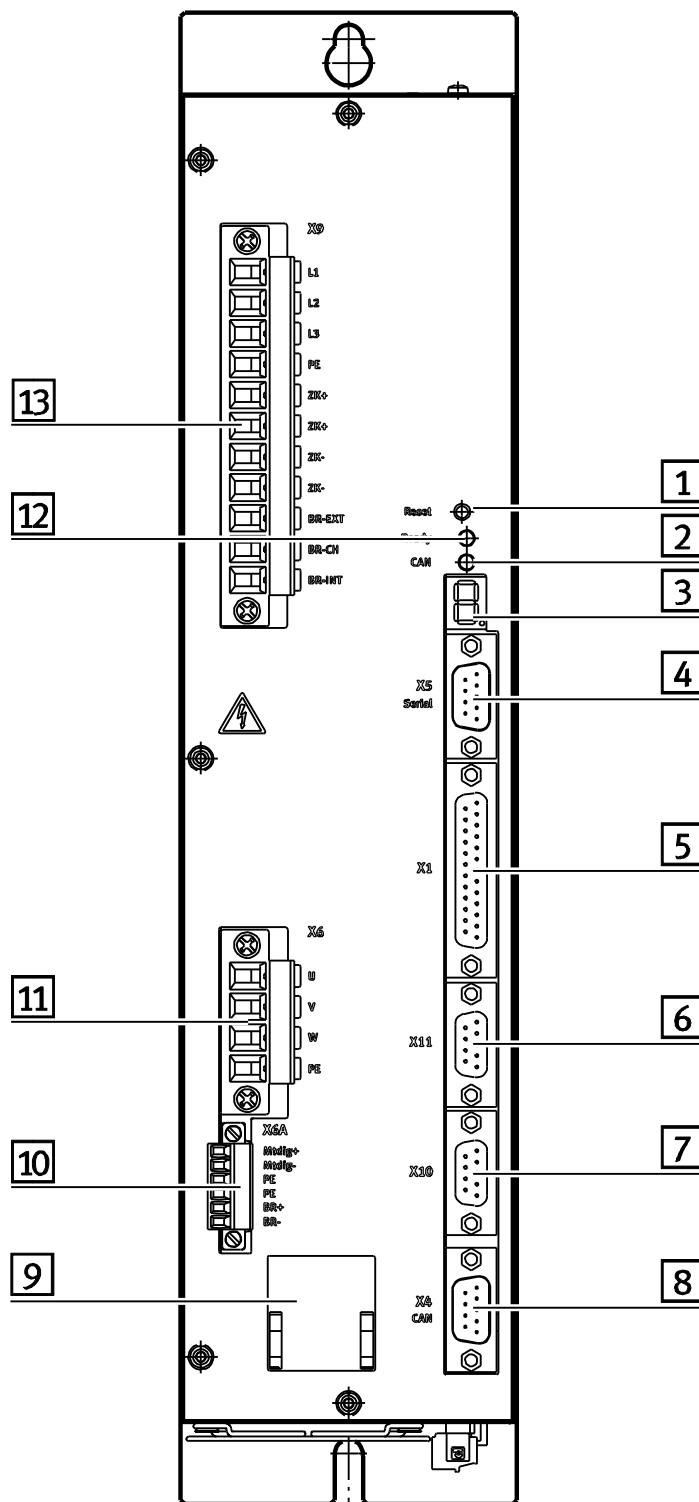 X9
L1
L2
L3
PE
ZK+
ZK+
ZK-
ZK-
BR-EXT
BR-CH
BR-INT
13
12
Reset
CAN
1
2
3
X5
Serial
4
X1
5
X6
U
V
W
PE
11
X11
6
X6A
Mtdig+
Mtdig-
PE
PE
BR+
BR-
10
X10
7
9
X4
CAN
8